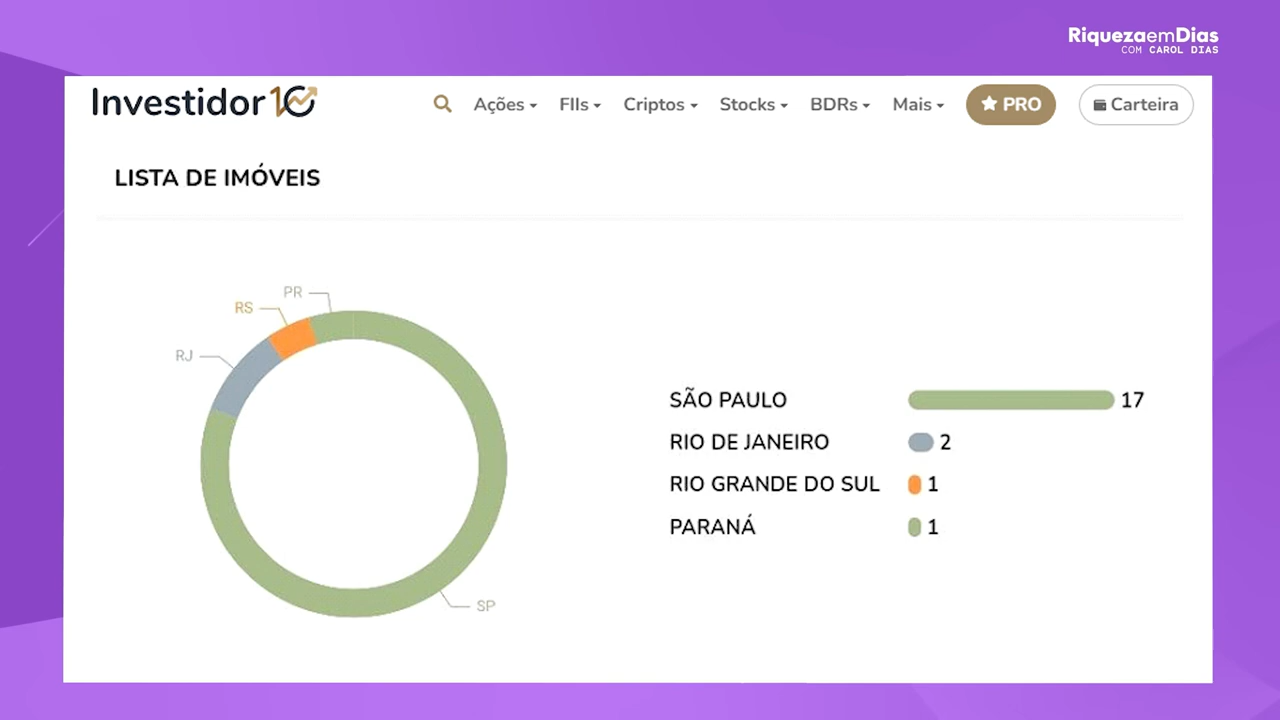 RiquezaemDias
COM CAROL DIAS
Investidor10
Ações
FIIs
Criptos
Stocks
BDRs
Mais
PRO
Carteira
LISTA DE IMÓVEIS
PR
RS
RJ
SP
SÃO PAULO 17
RIO DE JANEIRO 2
RIO GRANDE DO SUL 1
PARANÁ 1